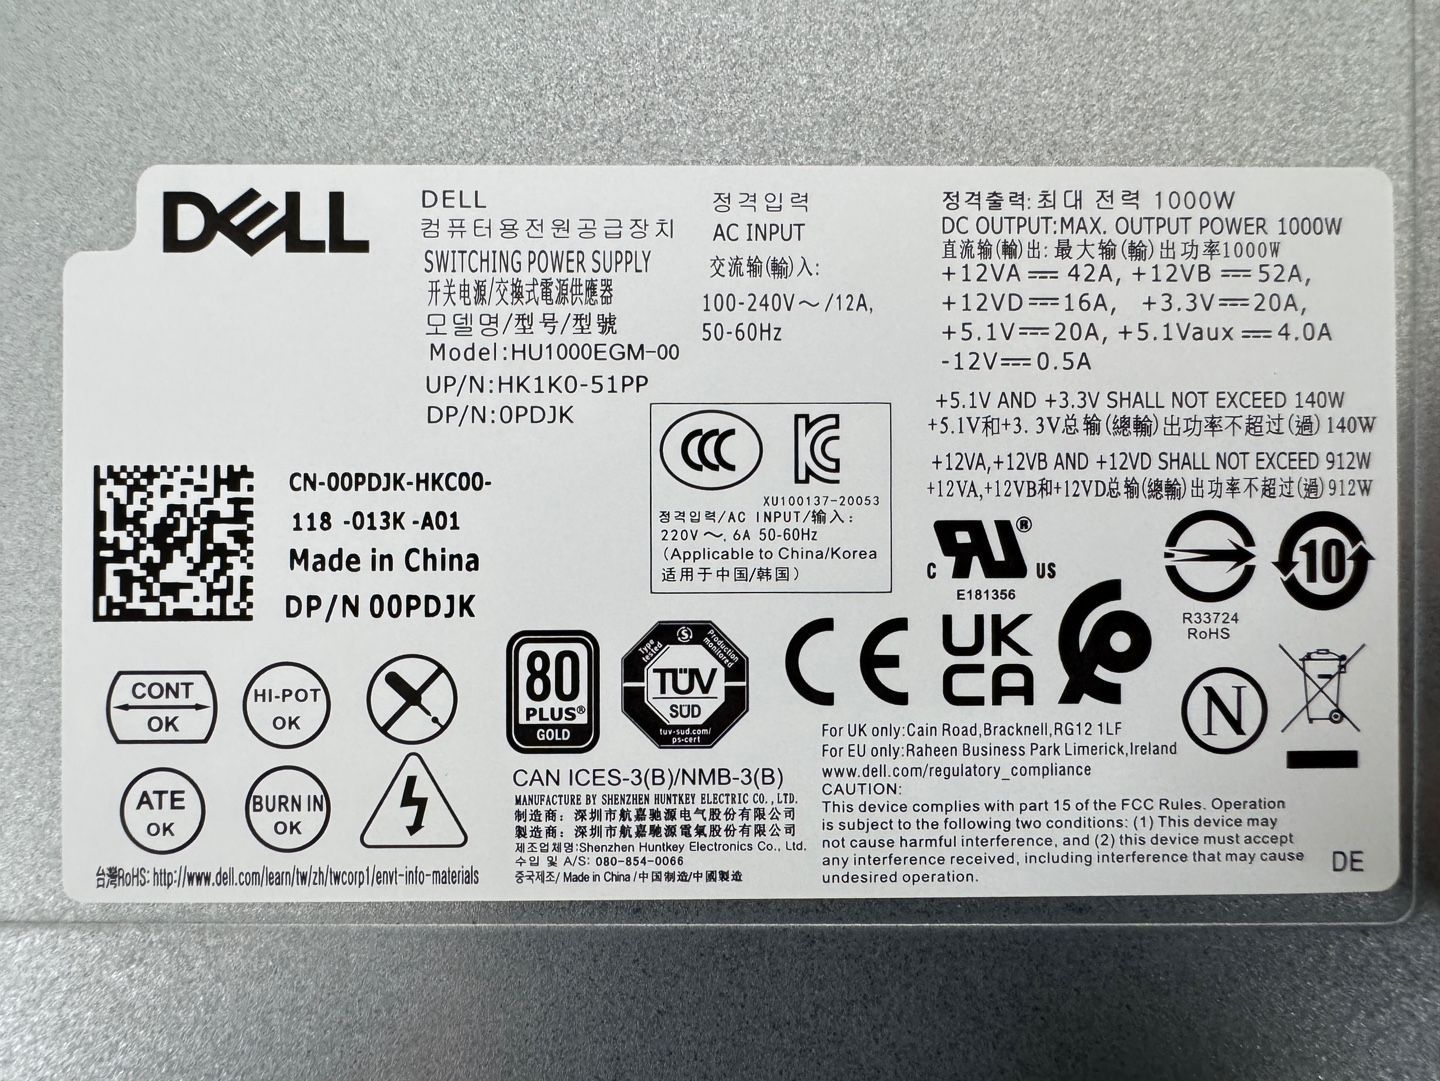 DELL
DELL
컴퓨터용전원공급장치
SWITCHING POWER SUPPLY
开关电源/交換式電源供應器
모델명/型号/型號
Model:HU1000EGM-00
UP/N:HK1K0-51PP
DP/N:0PDJK
정격입력
AC INPUT
交流输(輸)入:
100-240V～/12A,
50-60Hz
정격출력: 최대 전력 1000W
DC OUTPUT:MAX. OUTPUT POWER 1000W
直流输(輸)出: 最大输(輸)出功率1000W
+12VA⎓42A, +12VB⎓52A,
+12VD⎓16A, +3.3V⎓20A,
+5.1V⎓20A, +5.1Vaux⎓4.0A
-12V⎓0.5A
+5.1V AND +3.3V SHALL NOT EXCEED 140W
+5.1V和+3.3V总输(總輸)出功率不超过(過)140W
+12VA,+12VB AND +12VD SHALL NOT EXCEED 912W
+12VA,+12VB和+12VD总输(總輸)出功率不超过(過)912W
CN-00PDJK-HKC00-
118 -013K -A01
Made in China
DP/N 00PDJK
CCC
KC
XU100137-20053
정격입력/AC INPUT/输入:
220V～, 6A 50-60Hz
(Applicable to China/Korea
适用于中国/韩国)
c RU® US
E181356
R33724
RoHS
10
CONT
OK
HI-POT
OK
ATE
OK
BURN IN
OK
80
PLUS®
GOLD
Type tested
S
Production monitored
TÜV
SÜD
tuv-sud.com/
ps-cert
CE
UK
CA
N
CAN ICES-3(B)/NMB-3(B)
MANUFACTURE BY SHENZHEN HUNTKEY ELECTRIC CO., LTD.
制造商: 深圳市航嘉驰源电气股份有限公司
製造商: 深圳市航嘉馳源電氣股份有限公司
제조업체명:Shenzhen Huntkey Electronics Co., Ltd.
수입 및 A/S: 080-854-0066
중국제조/ Made in China /中国制造/中國製造
台灣RoHS: http://www.dell.com/learn/tw/zh/twcorp1/envt-info-materials
For UK only:Cain Road,Bracknell,RG12 1LF
For EU only:Raheen Business Park Limerick,Ireland
www.dell.com/regulatory_compliance
CAUTION:
This device complies with part 15 of the FCC Rules. Operation
is subject to the following two conditions: (1) This device may
not cause harmful interference, and (2) this device must accept
any interference received, including interference that may cause
undesired operation.
DE